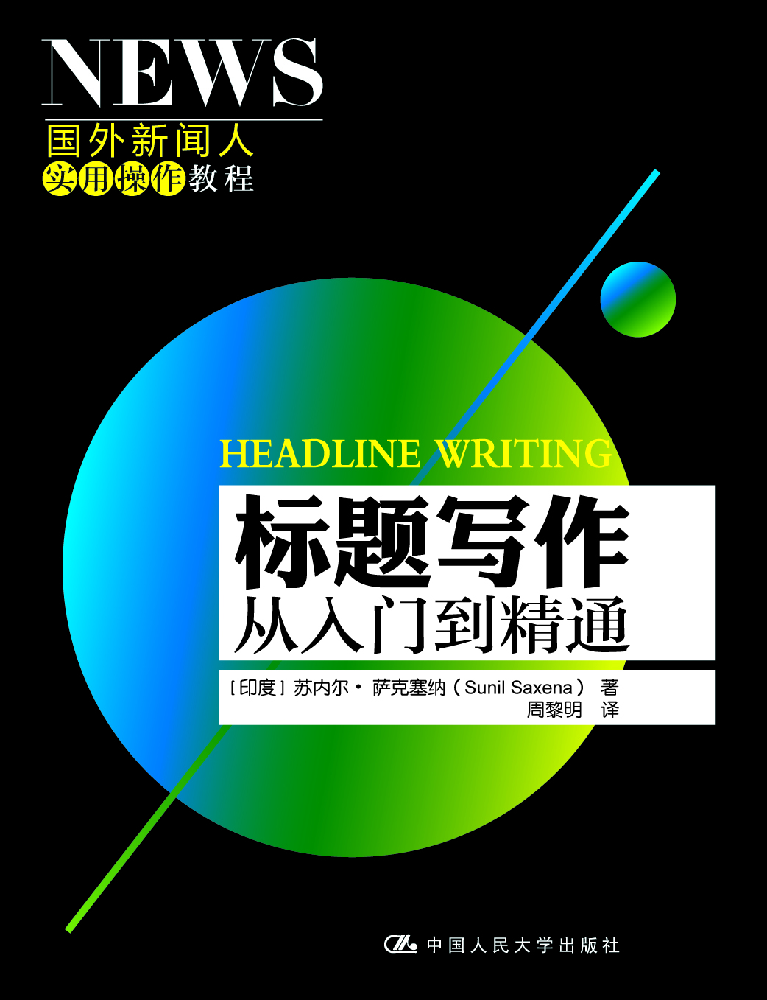 NEWS
国外新闻人
实用操作教程
HEADLINE WRITING
标题写作
从入门到精通
［印度］苏内尔·萨克塞纳（Sunil Saxena） 著
周黎明 译
中国人民大学出版社